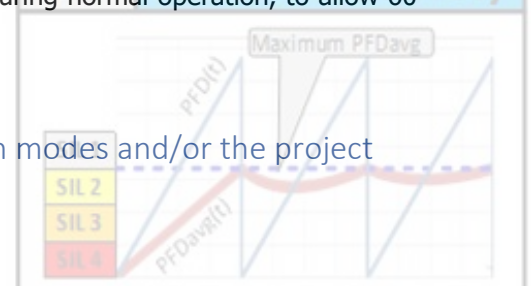 uring normal operation, to allow 60
Maximum PFDavg
PFD(t)
n modes and/or the project
SIL 2
SIL 3
SIL 4
PFDavg(t)